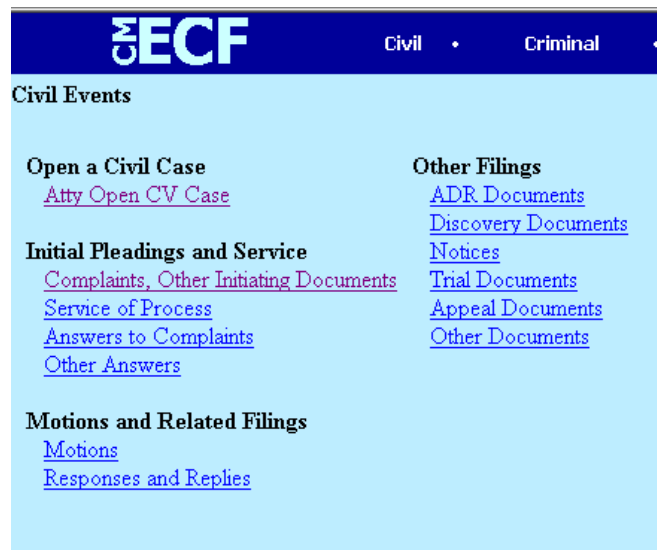 CM ECF Civil • Criminal •
Civil Events
Open a Civil Case
Atty Open CV Case
Initial Pleadings and Service
Complaints, Other Initiating Documents
Service of Process
Answers to Complaints
Other Answers
Motions and Related Filings
Motions
Responses and Replies
Other Filings
ADR Documents
Discovery Documents
Notices
Trial Documents
Appeal Documents
Other Documents